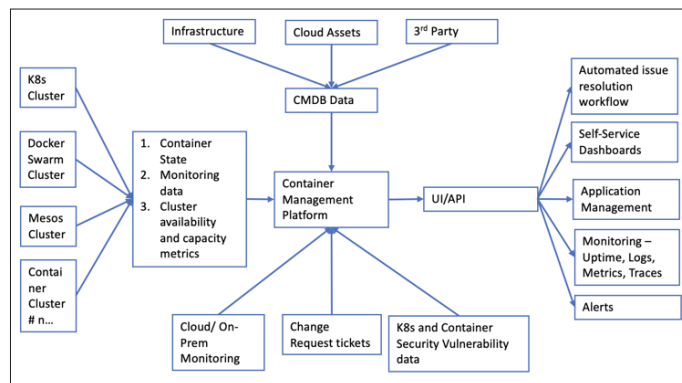 Infrastructure
Cloud Assets
3rd Party
CMDB Data
K8s
Cluster
Docker
Swarm
Cluster
Mesos
Cluster
Contai
ner
Cluster
# n...
1. Container
State
2. Monitoring
data
3. Cluster
availability
and capacity
metrics
Container
Management
Platform
UI/API
Automated issue
resolution
workflow
Self-Service
Dashboards
Application
Management
Monitoring –
Uptime, Logs,
Metrics, Traces
Alerts
Cloud/ On-
Prem
Monitoring
Change
Request tickets
K8s and Container
Security Vulnerability
data